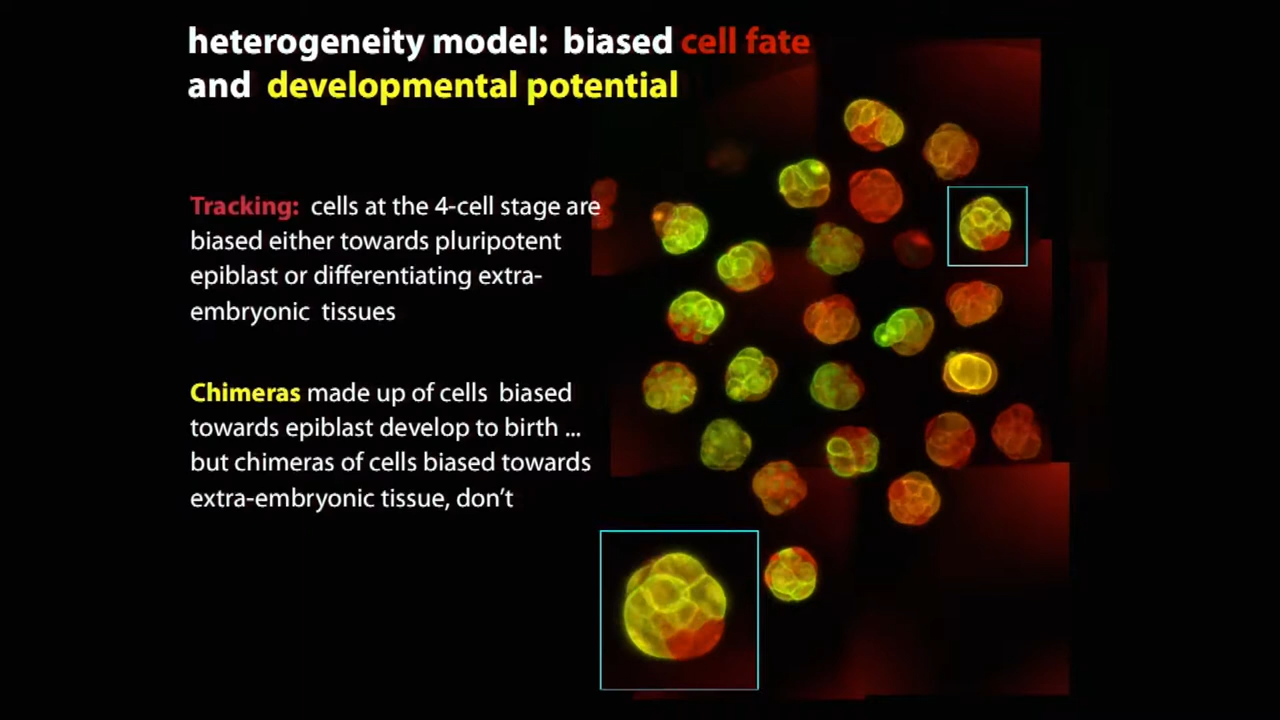 heterogeneity model: biased cell fate
and developmental potential
Tracking: cells at the 4-cell stage are
biased either towards pluripotent
epiblast or differentiating extra-
embryonic tissues
Chimeras made up of cells biased
towards epiblast develop to birth ...
but chimeras of cells biased towards
extra-embryonic tissue, don't